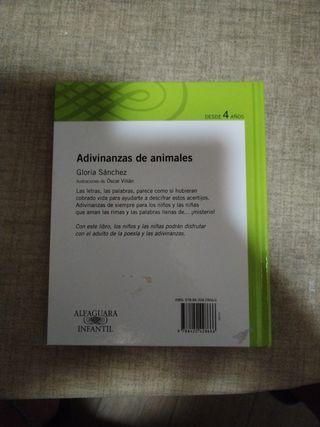 DESDE 4 AÑOS
Adivinanzas de animales
Gloria Sánchez
Ilustraciones de Óscar Villán
Las letras, las palabras, parece como si hubieran
cobrado vida para ayudarte a descifrar estos acertijos.
Adivinanzas de siempre para los niños y las niñas
que aman las rimas y las palabras llenas de... ¡misterio!
Con este libro, los niños y las niñas podrán disfrutar
con el adulto de la poesía y las adivinanzas.
ALFAGUARA
INFANTIL